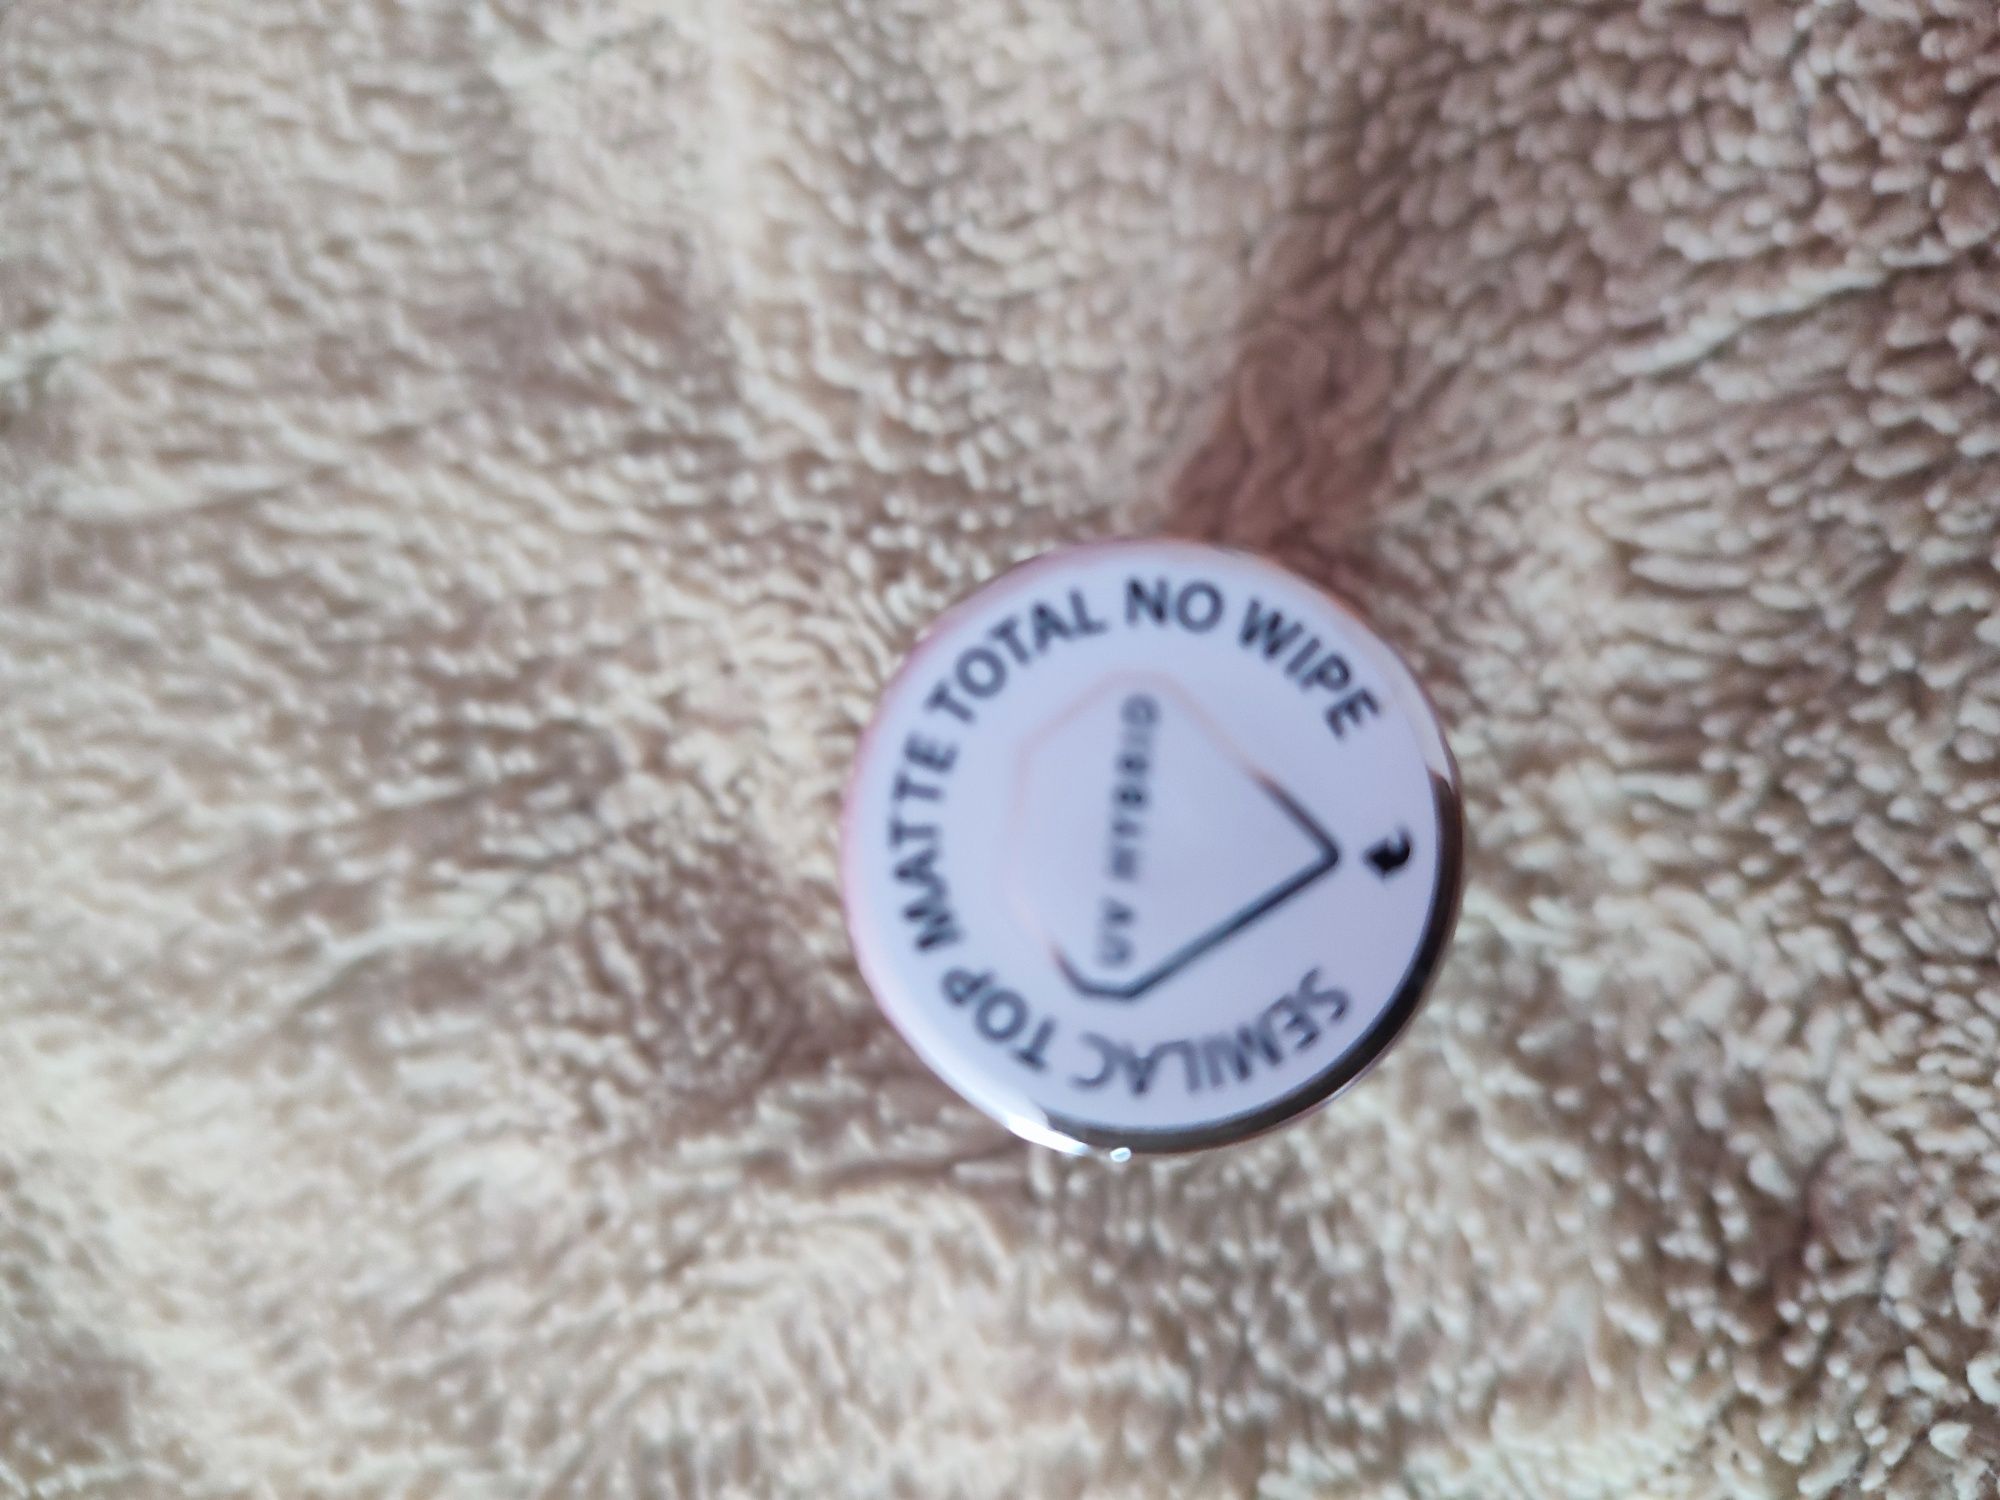 SEMILAC TOP MATTE TOTAL NO WIPE
UV HYBRID